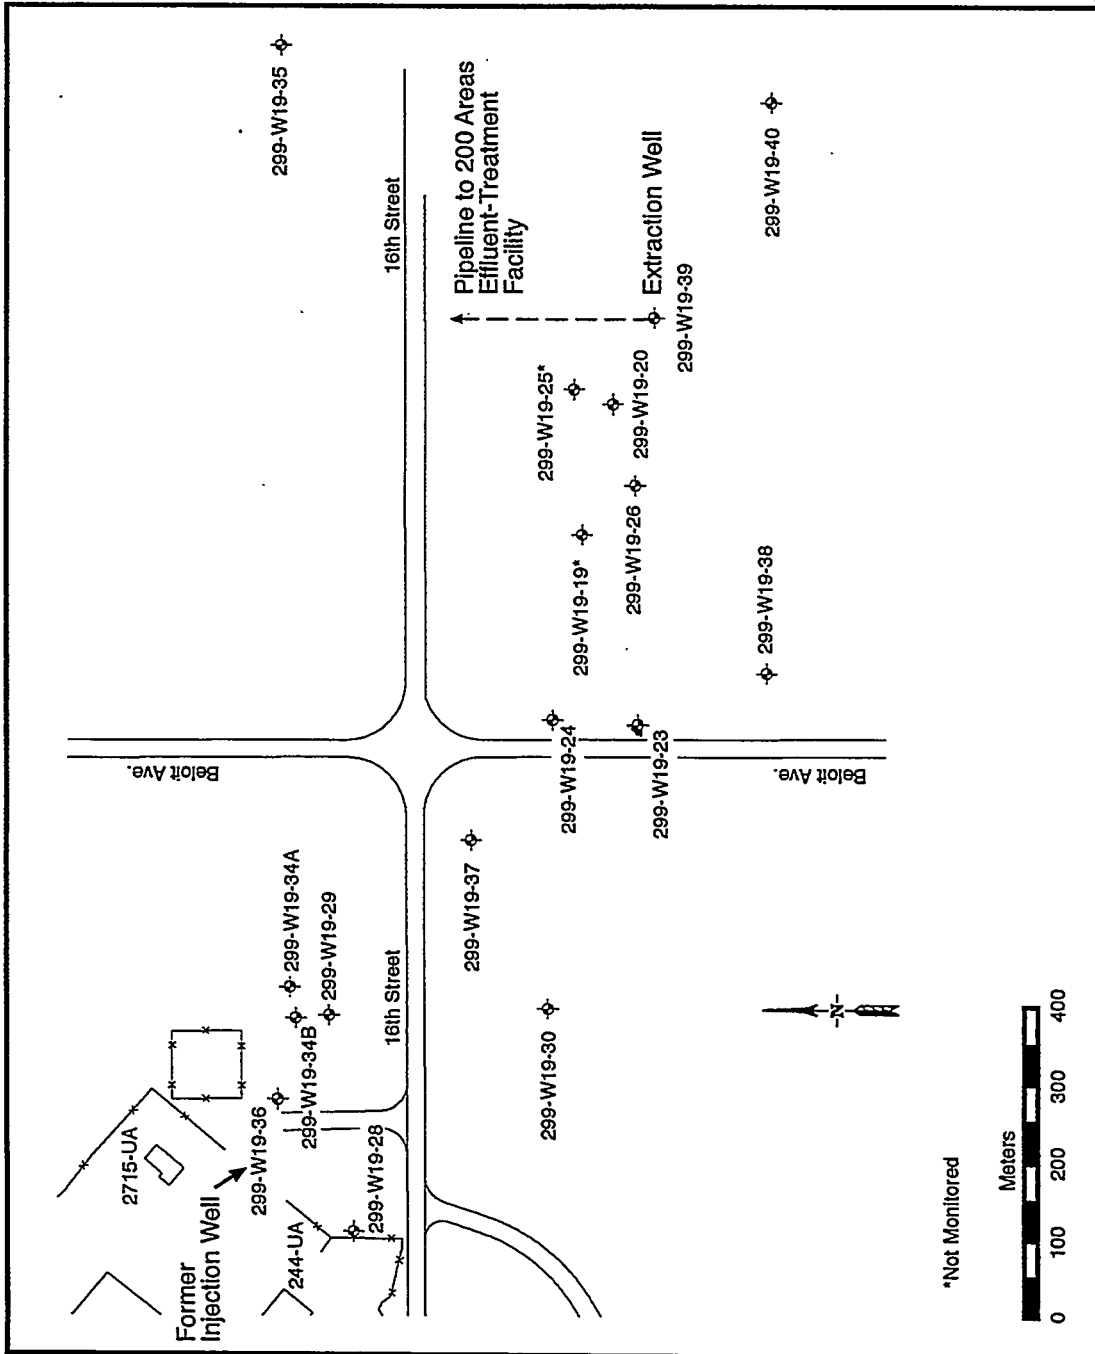 Former
Injection Well
2715-UA
299-W19-36
244-UA
299-W19-28
299-W19-34B
299-W19-34A
299-W19-29
Beloit Ave.
299-W19-35
16th Street
16th Street
299-W19-37
299-W19-30
299-W19-24
299-W19-23
Beloit Ave.
299-W19-19*
299-W19-26
299-W19-25*
299-W19-20
Pipeline to 200 Areas
Effluent-Treatment
Facility
Extraction Well
299-W19-39
299-W19-38
299-W19-40
-N-
*Not Monitored
Meters
0 100 200 300 400